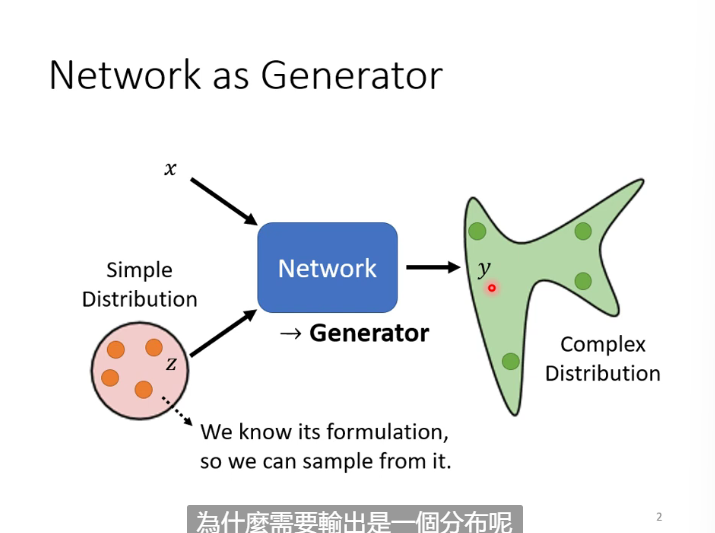 Network as Generator
x
Simple
Distribution
z
Network
→ Generator
y
Complex
Distribution
We know its formulation,
so we can sample from it.
為什麼需要輸出是一個分布呢
2